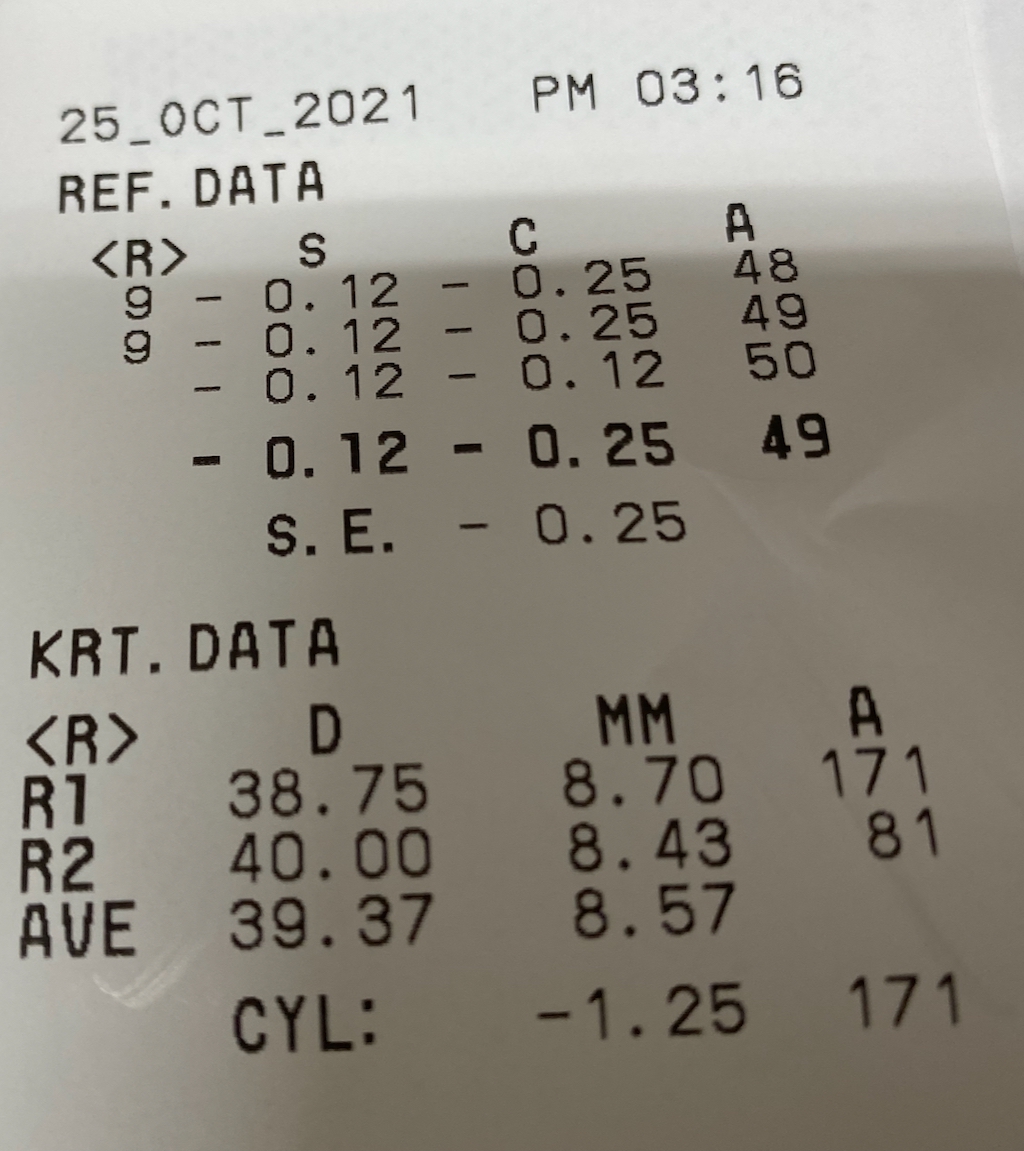 25_OCT_2021 PM 03:16
REF. DATA
<R> S C A
9 - 0.12 - 0.25 48
9 - 0.12 - 0.25 49
- 0.12 - 0.12 50
- 0.12 - 0.25 49
S. E. - 0.25
KRT. DATA
<R> D MM A
R1 38.75 8.70 171
R2 40.00 8.43 81
AVE 39.37 8.57
CYL: -1.25 171